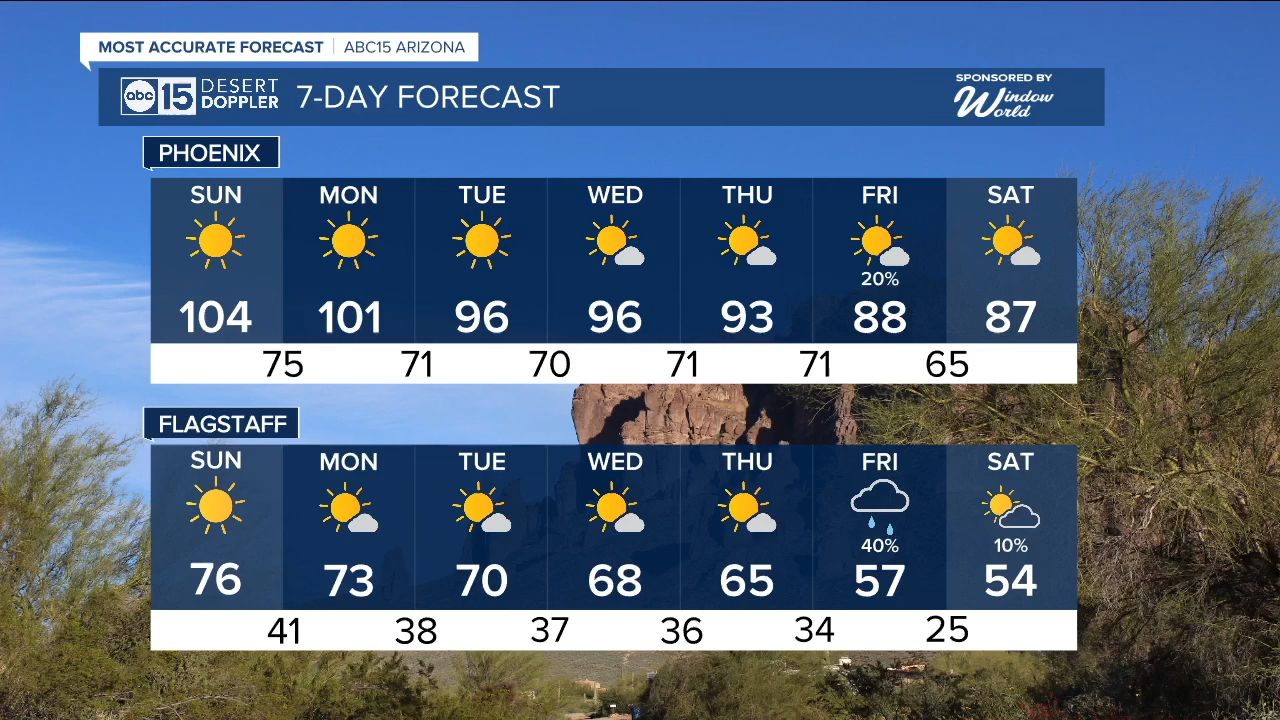 MOST ACCURATE FORECAST | ABC15 ARIZONA
abc 15 DESERT DOPPLER 7-DAY FORECAST
SPONSORED BY
Window World
PHOENIX
SUN MON TUE WED THU FRI SAT
20%
104 101 96 96 93 88 87
75 71 70 71 71 65
FLAGSTAFF
SUN MON TUE WED THU FRI SAT
40% 10%
76 73 70 68 65 57 54
41 38 37 36 34 25